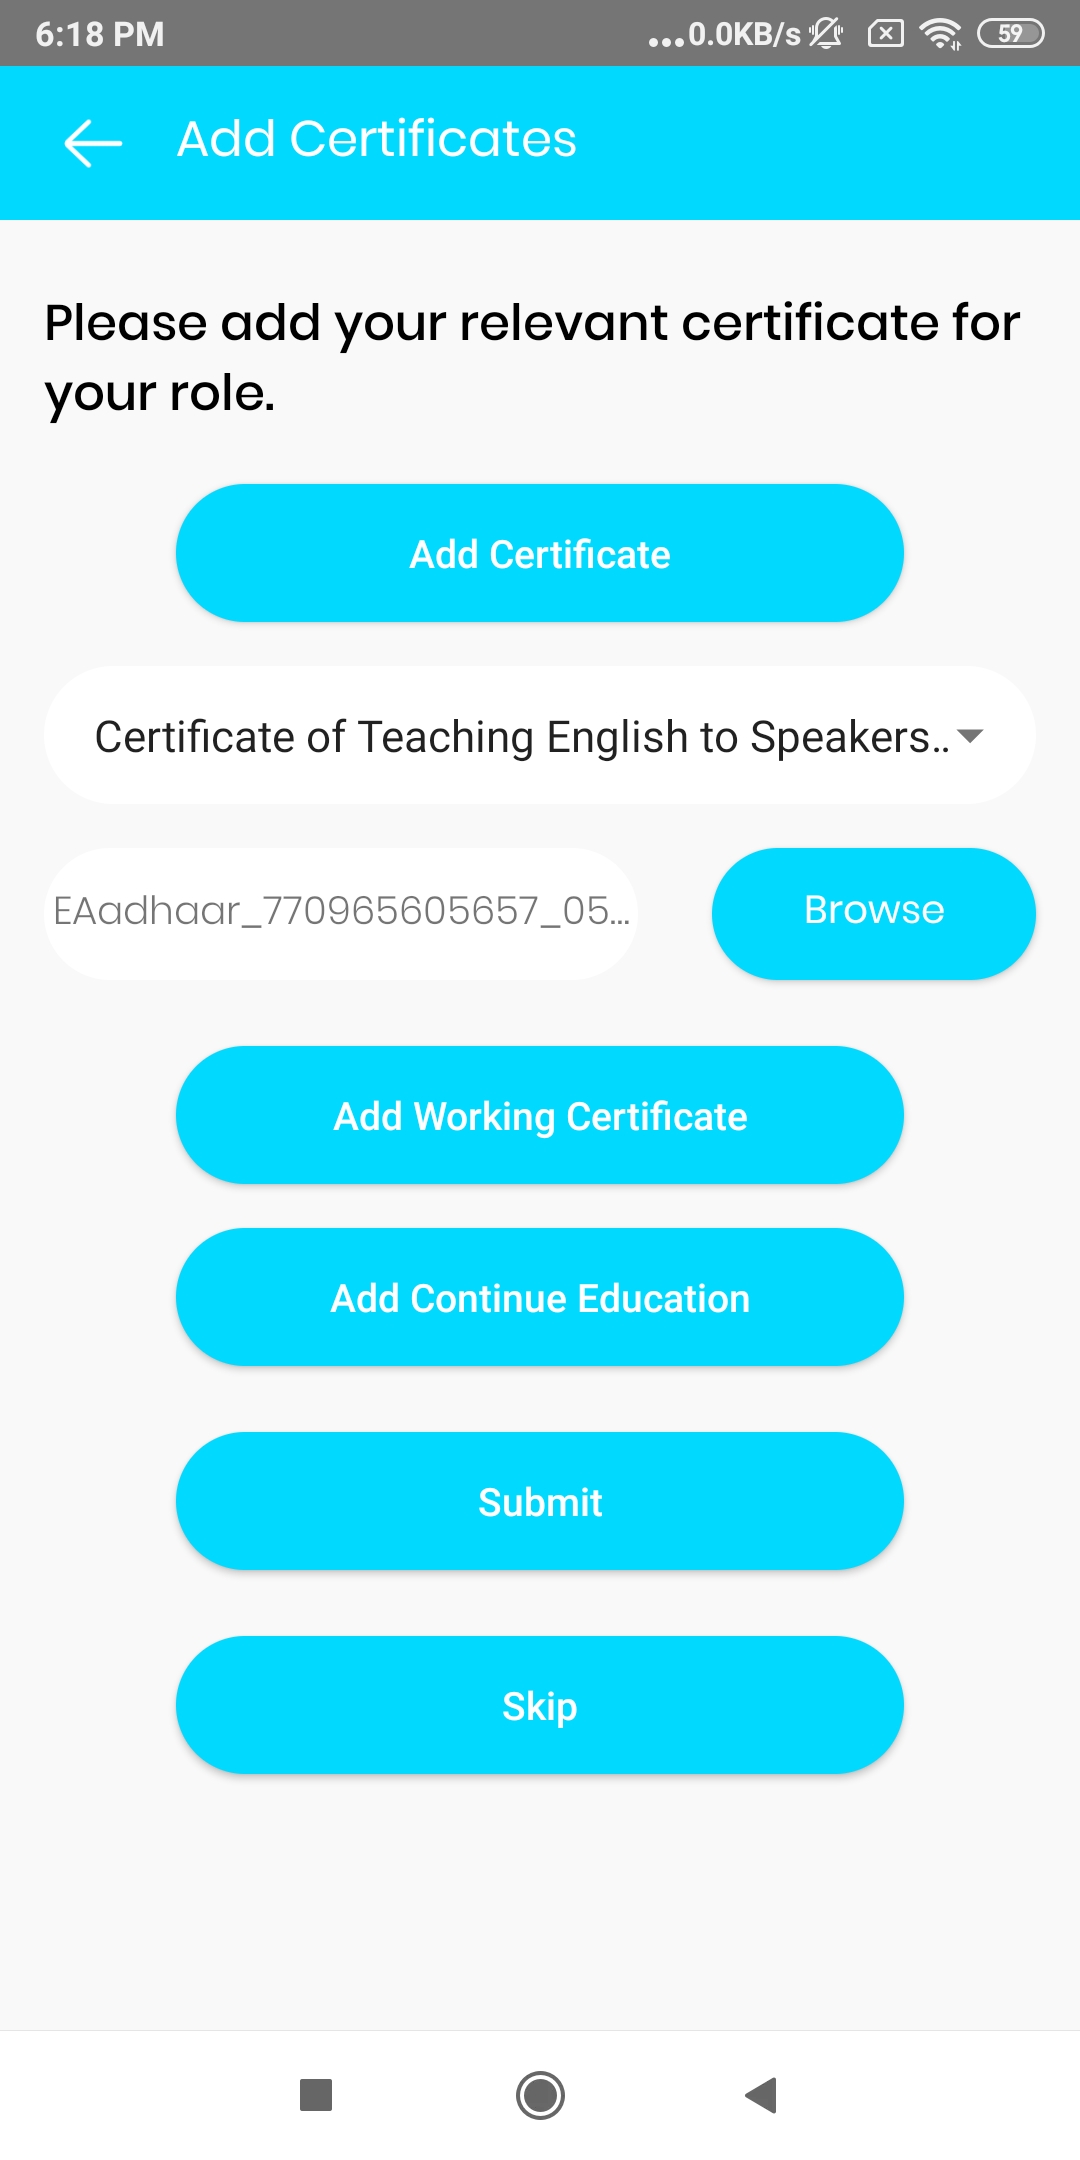 6:18 PM
...0.0KB/s
59
Add Certificates
Please add your relevant certificate for
your role.
Add Certificate
Certificate of Teaching English to Speakers..
EAadhaar_770965605657_05...
Browse
Add Working Certificate
Add Continue Education
Submit
Skip